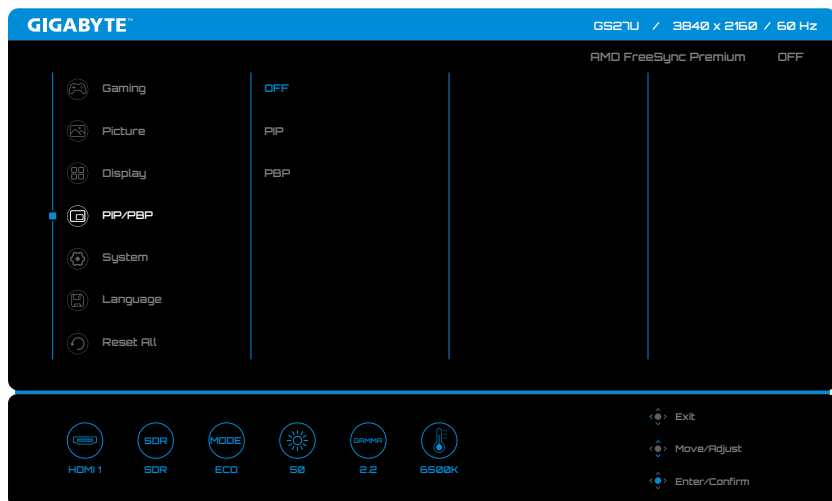 GIGABYTE™
GS27U / 3840 x 2160 / 60 Hz
AMD FreeSync Premium OFF
Gaming
OFF
Picture
PIP
Display
PBP
PIP/PBP
System
Language
Reset All
SDR
MODE
GAMMA
HDMI 1
SDR
ECO
50
2.2
6500K
Exit
Move/Adjust
Enter/Confirm